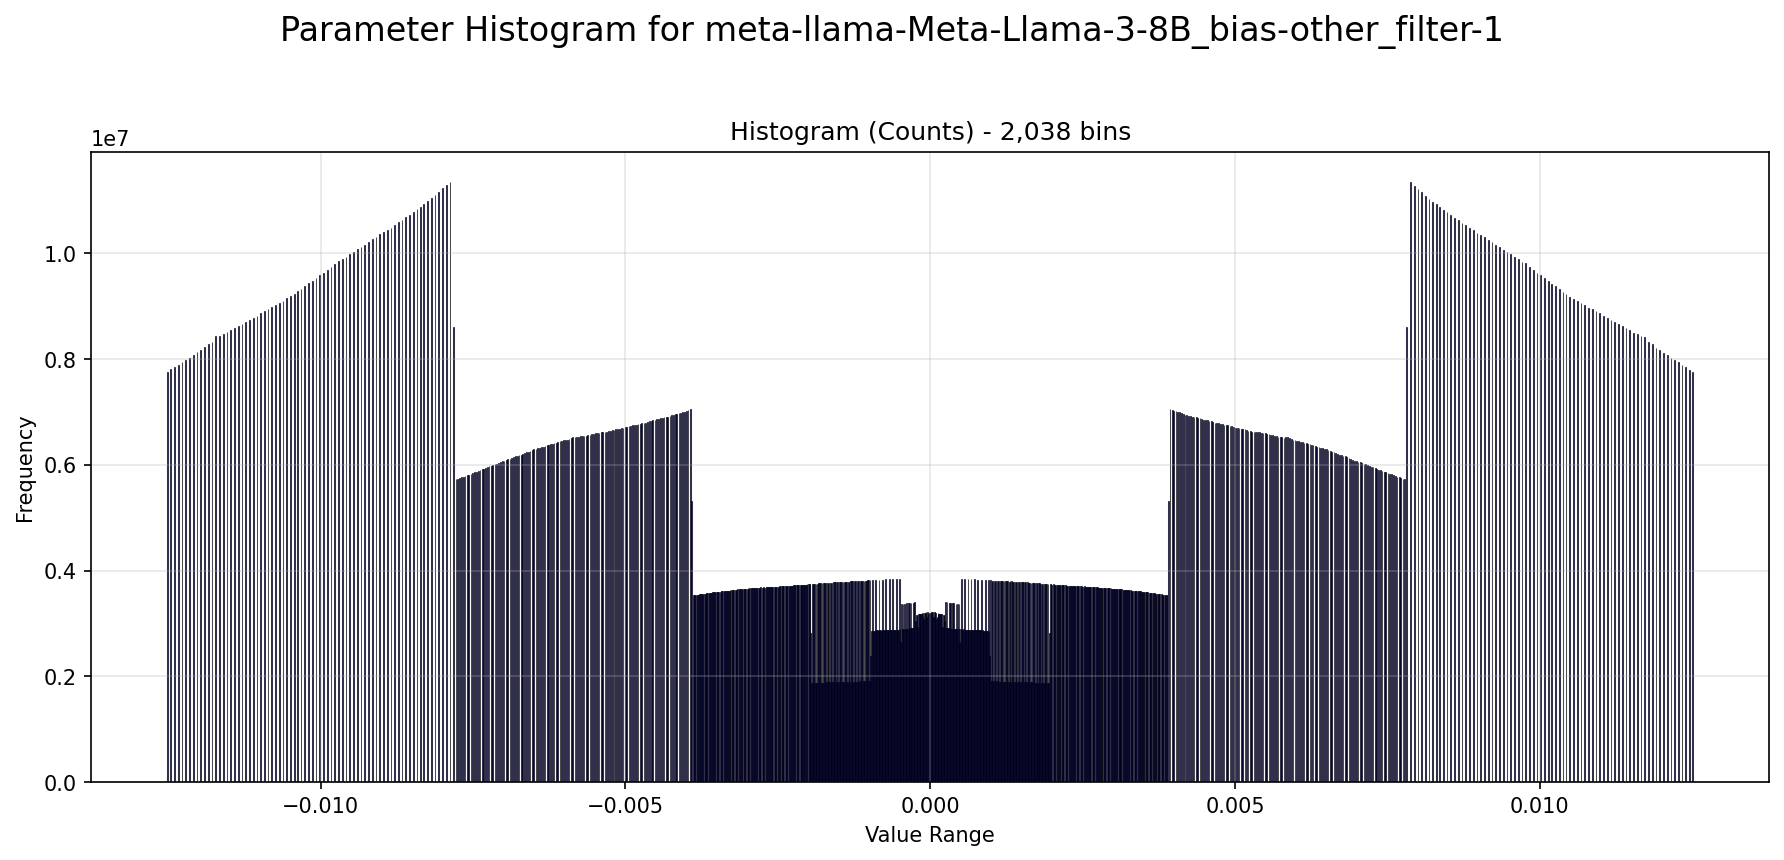 Parameter Histogram for meta-llama-Meta-Llama-3-8B_bias-other_filter-1
Histogram (Counts) - 2,038 bins
1e7
1.0
0.8
0.6
0.4
0.2
0.0
Frequency
−0.010 −0.005 0.000 0.005 0.010
Value Range